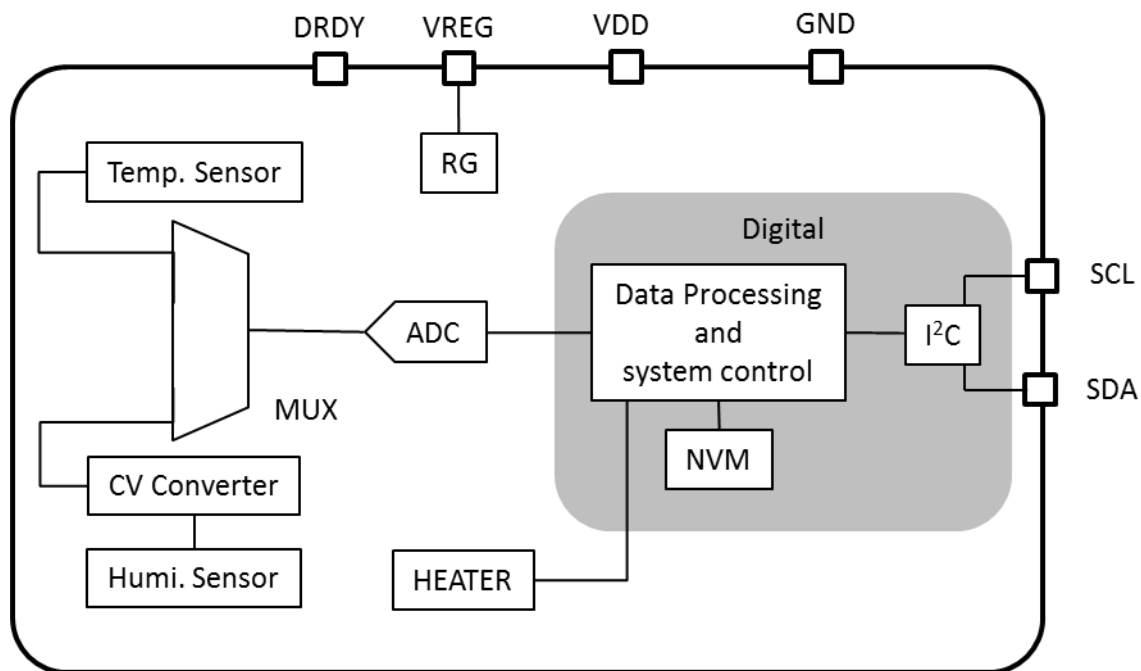 DRDY
VREG
VDD
GND
Temp. Sensor
RG
Digital
SCL
Data Processing
and
system control
ADC
I²C
SDA
MUX
NVM
CV Converter
Humi. Sensor
HEATER